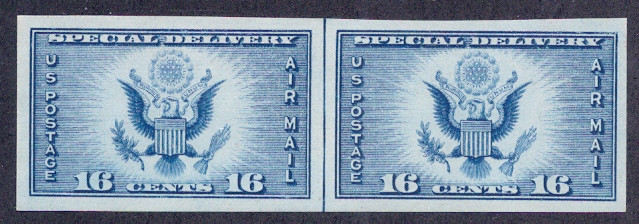 SPECIAL DELIVERY
US POSTAGE
AIR MAIL
16 CENTS 16
SPECIAL DELIVERY
US POSTAGE
AIR MAIL
16 CENTS 16